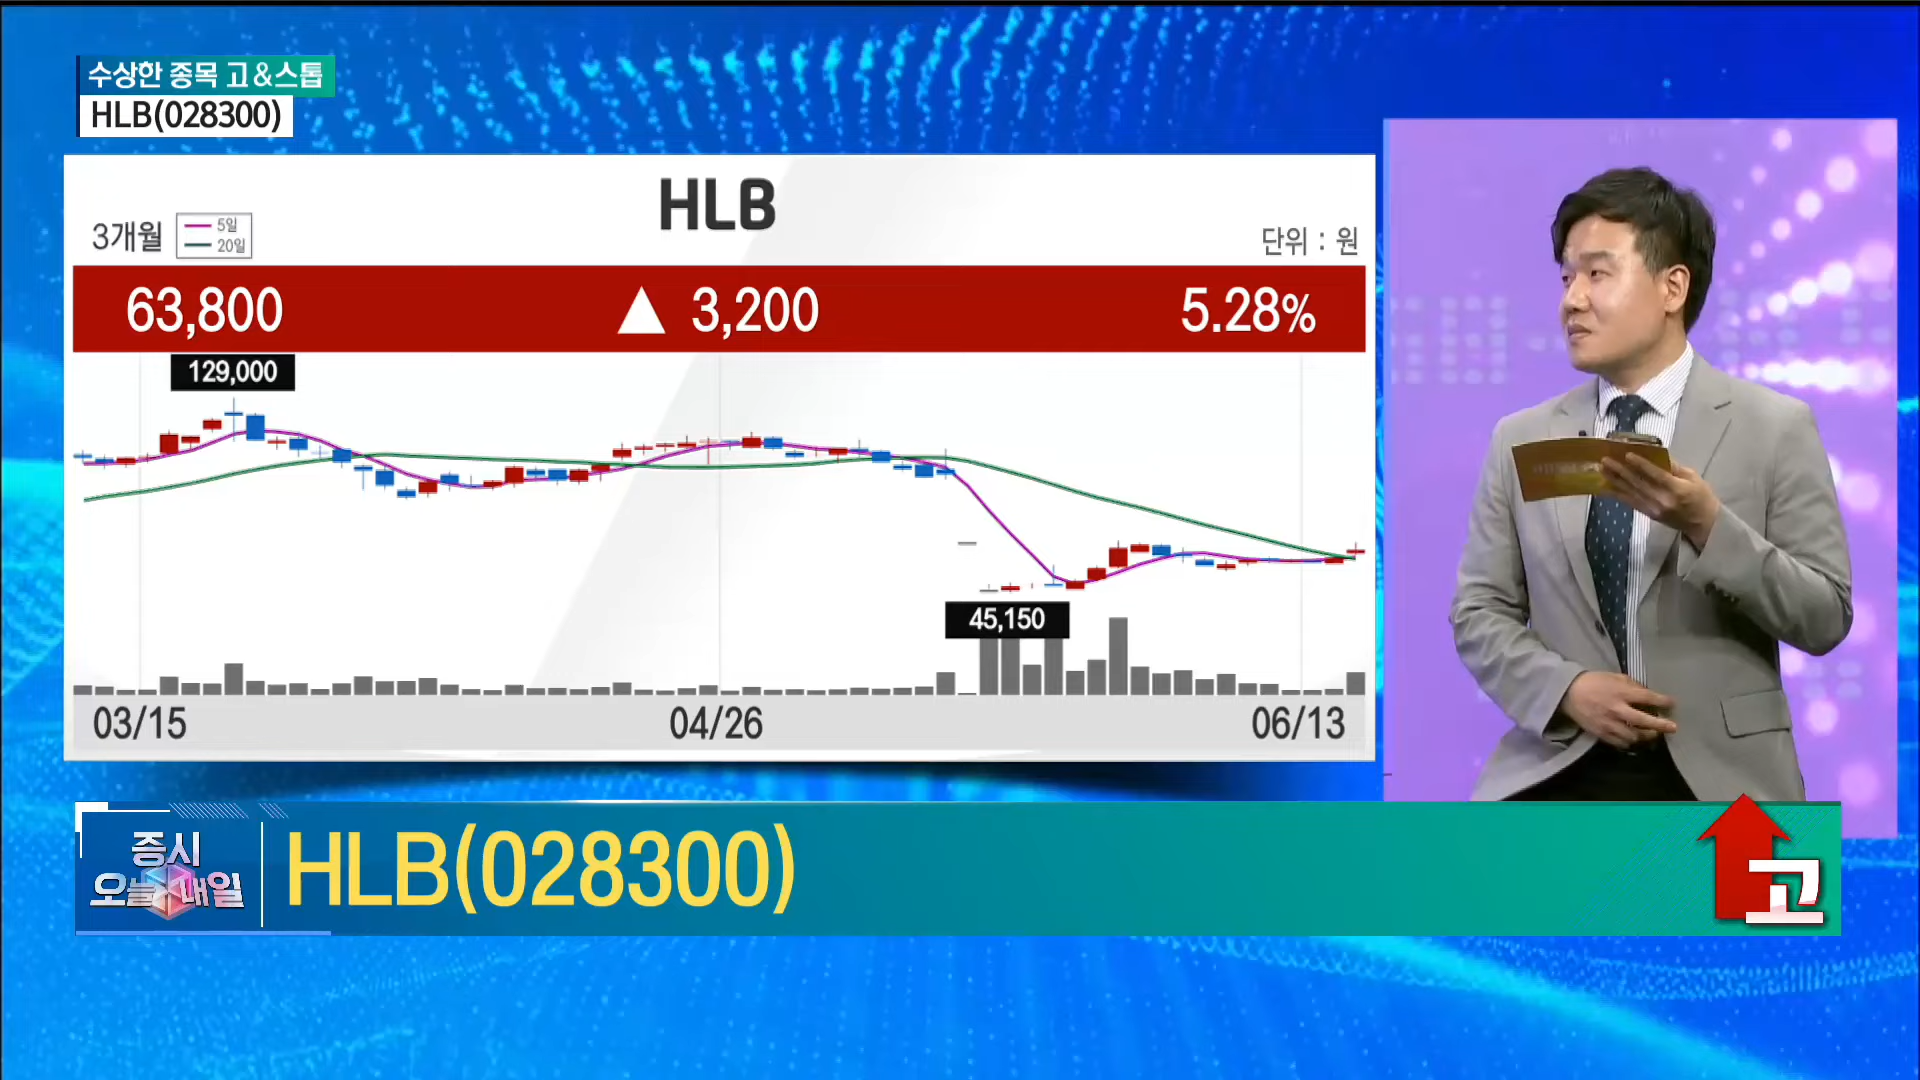 수상한 종목 고&스톱
HLB(028300)
HLB
3개월
5일
20일
단위 : 원
63,800 ▲ 3,200 5.28%
129,000
45,150
03/15 04/26 06/13
증시
오늘 내일
HLB(028300)
고